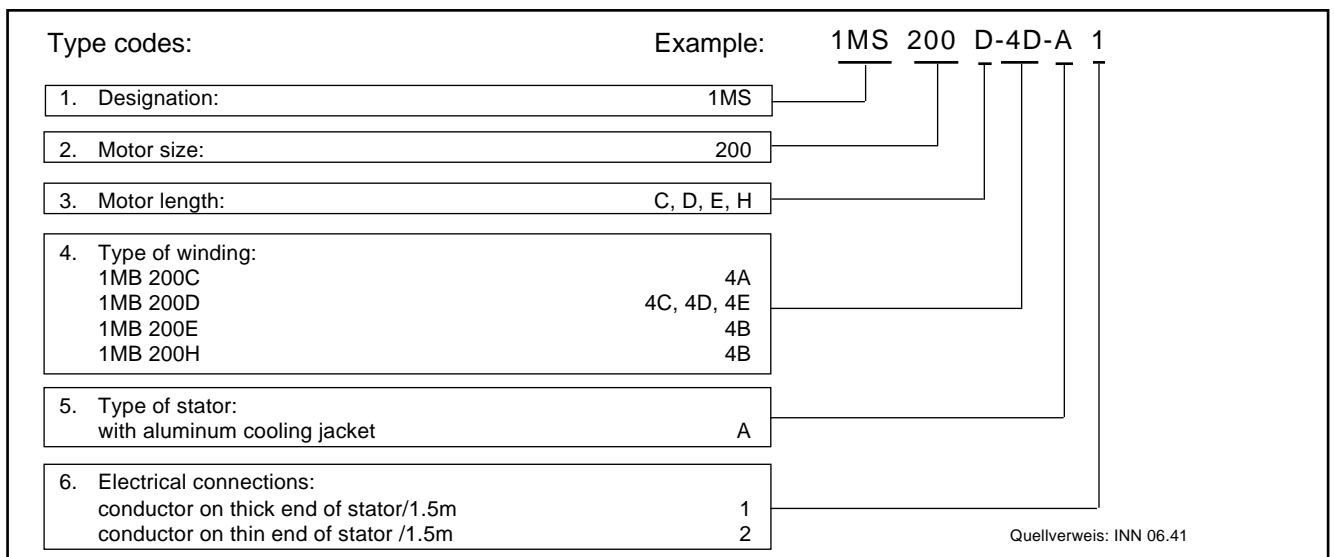 Type codes: Example: 1MS 200 D-4D-A 1
1. Designation: 1MS
2. Motor size: 200
3. Motor length: C, D, E, H
4. Type of winding:
1MB 200C 4A
1MB 200D 4C, 4D, 4E
1MB 200E 4B
1MB 200H 4B
5. Type of stator:
with aluminum cooling jacket A
6. Electrical connections:
conductor on thick end of stator/1.5m 1
conductor on thin end of stator /1.5m 2
Quellverweis: INN 06.41